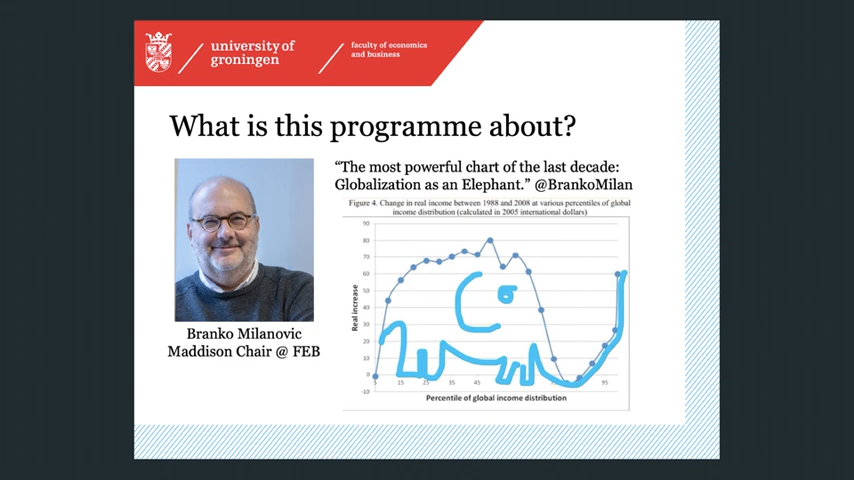 university of
groningen
faculty of economics
and business
What is this programme about?
“The most powerful chart of the last decade:
Globalization as an Elephant.” @BrankoMilan
Figure 4. Change in real income between 1988 and 2008 at various percentiles of global
income distribution (calculated in 2005 international dollars)
90
80
70
60
50
40
30
20
10
0
-10
Real increase
5 15 25 35 45 95
Percentile of global income distribution
Branko Milanovic
Maddison Chair @ FEB